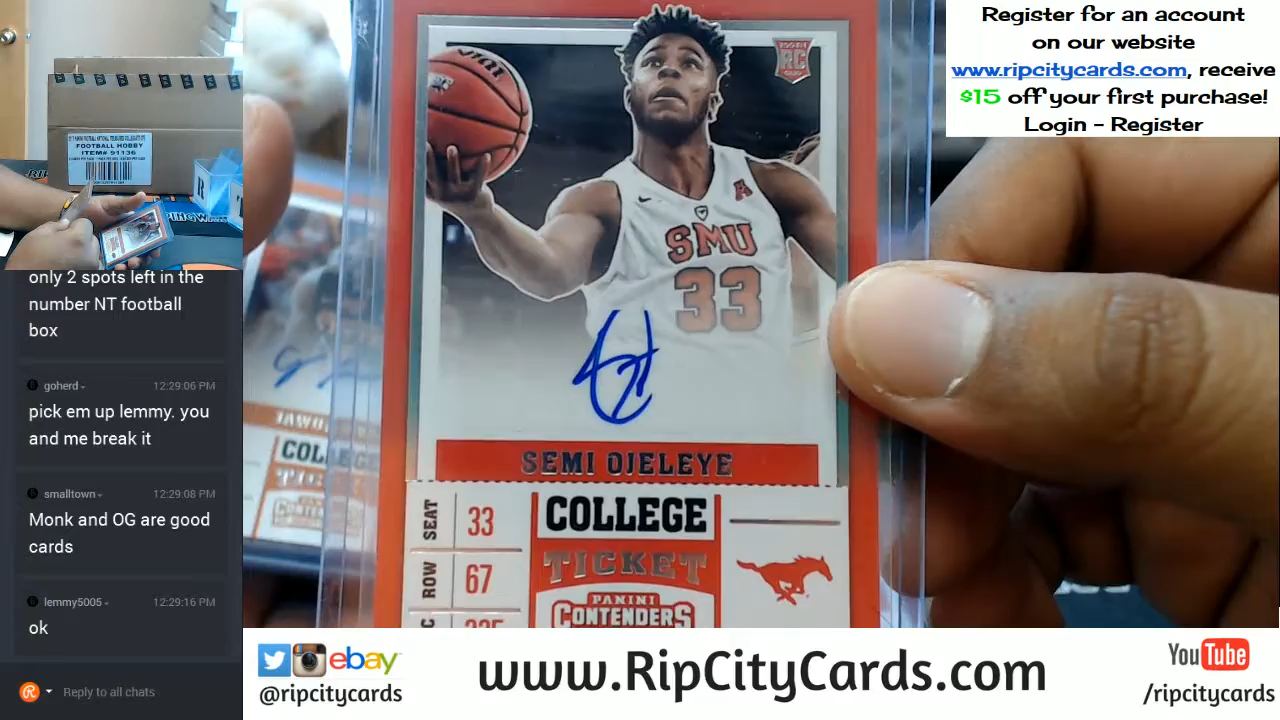 Register for an account
on our website
www.ripcitycards.com, receive
$15 off your first purchase!
Login - Register
FOOTBALL HOBBY
ITEM# 91136
only 2 spots left in the
number NT football
box
goherd
12:29:06 PM
pick em up lemmy. you
and me break it
smalltown
12:29:08 PM
Monk and OG are good
cards
lemmy5005
12:29:16 PM
ok
Reply to all chats
RC
SMU
33
SEMI OJELEYE
SEAT 33
ROW 67
COLLEGE
TICKET
PANINI
CONTENDERS
COLLEGE
ebay
@ripcitycards
www.RipCityCards.com
YouTube
/ripcitycards